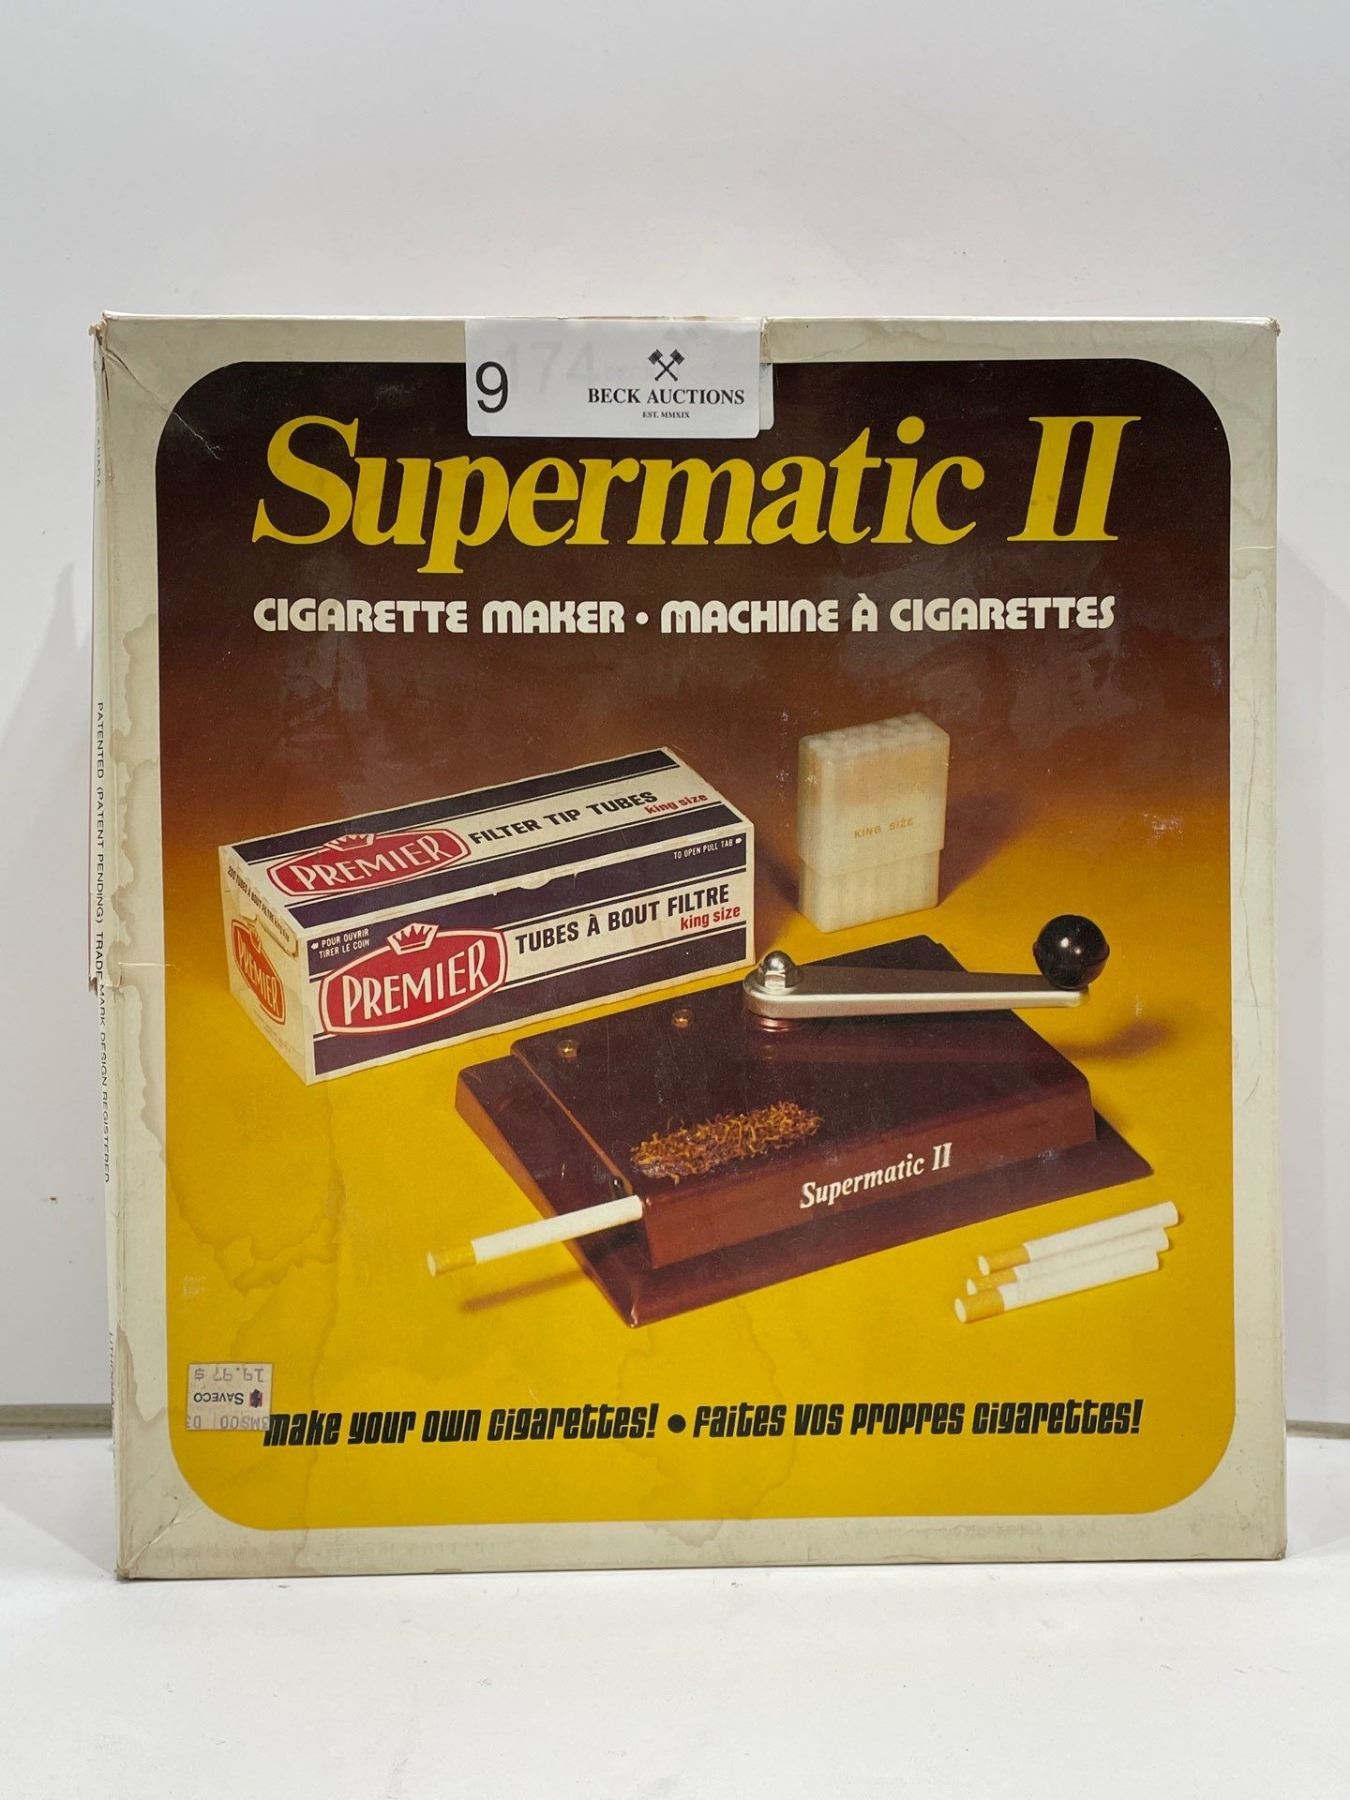 9
BECK AUCTIONS
EST. MMXIX
Supermatic II
CIGARETTE MAKER • MACHINE À CIGARETTES
KING SIZE
PREMIER FILTER TIP TUBES
king size
TO OPEN PULL TAB
POUR OUVRIR
TIRER LE COIN
PREMIER TUBES À BOUT FILTRE
king size
PREMIER
Supermatic II
PATENTED (PATENT PENDING) TRADE MARK DESIGN REGISTERED
SAVECO
19.97 $
make your own cigarettes! • faites vos propres cigarettes!